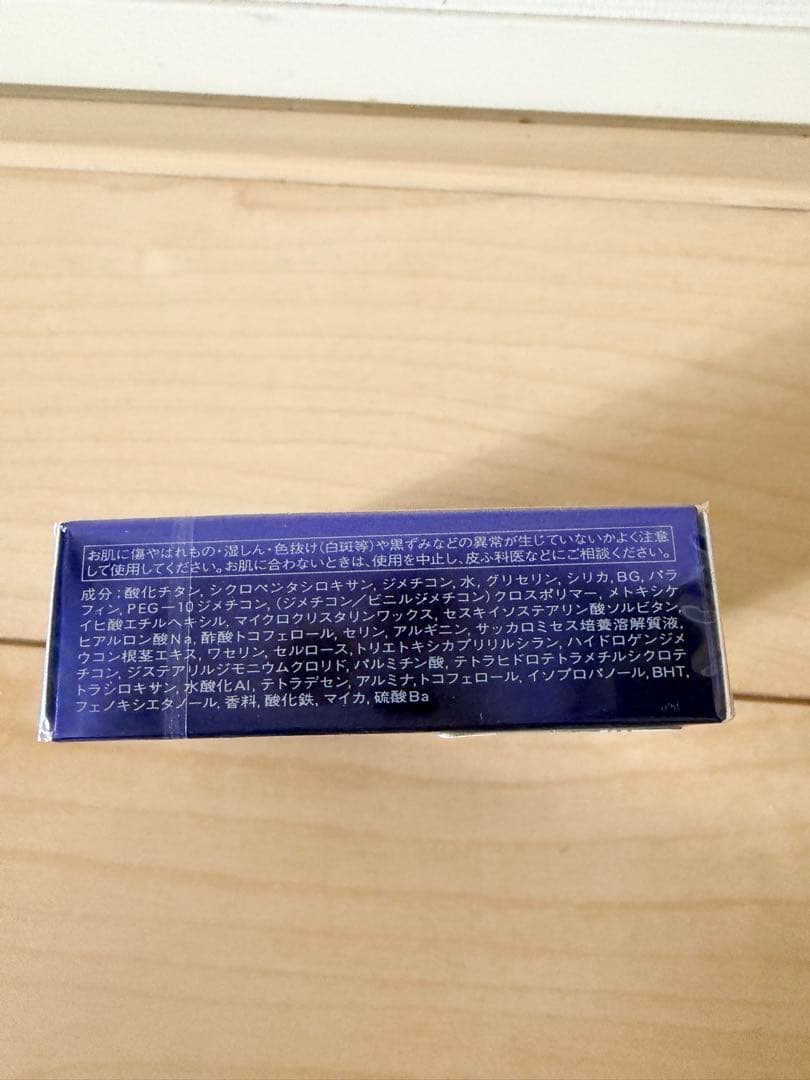 お肌に傷やはれもの・湿しん・色抜け(白斑等)や黒ずみなどの異常が生じていないかよく注意
して使用してください。お肌に合わないときは、使用を中止し、皮ふ科医などにご相談ください。
成分:酸化チタン, シクロペンタシロキサン, ジメチコン, 水, グリセリン, シリカ, BG, パラ
フィン, PEG-10ジメチコン, (ジメチコン/ビニルジメチコン)クロスポリマー, メトキシケ
イヒ酸エチルヘキシル, マイクロクリスタリンワックス, セスキイソステアリン酸ソルビタン,
ヒアルロン酸Na, 酢酸トコフェロール, セリン, アルギニン, サッカロミセス培養溶解質液,
ウコン根茎エキス, ワセリン, セルロース, トリエトキシカプリリルシラン, ハイドロゲンジメ
チコン, ジステアリルジモニウムクロリド, パルミチン酸, テトラヒドロテトラメチルシクロテ
トラシロキサン, 水酸化Al, テトラデセン, アルミナ, トコフェロール, イソプロパノール, BHT,
フェノキシエタノール, 香料, 酸化鉄, マイカ, 硫酸Ba